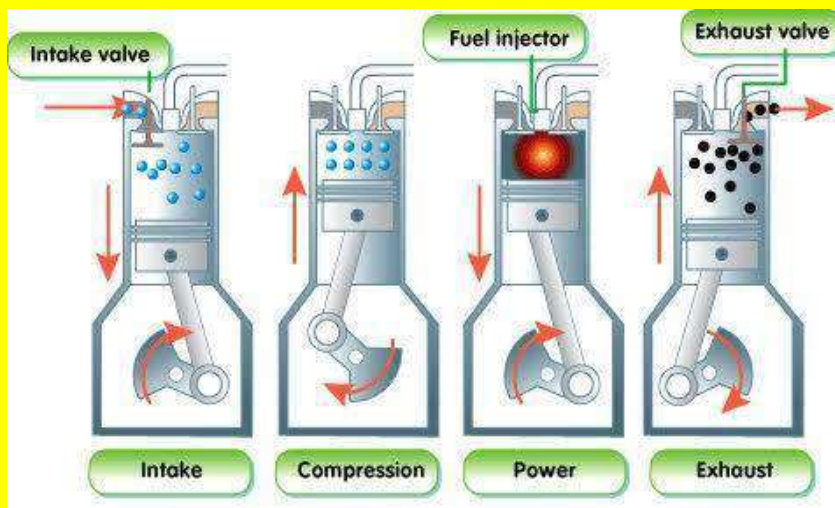 Intake valve
Fuel injector
Exhaust valve
Intake
Compression
Power
Exhaust